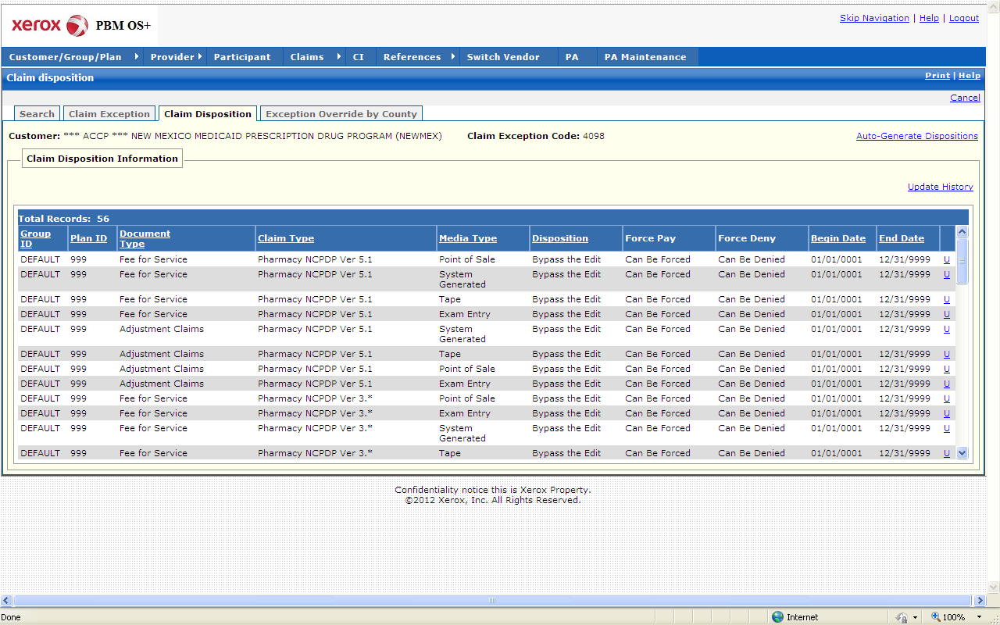 xerox PBM OS+
Skip Navigation | Help | Logout
Customer/Group/Plan Provider Participant Claims CI References Switch Vendor PA PA Maintenance
Claim disposition Print | Help
Cancel
Search Claim Exception Claim Disposition Exception Override by County
Customer: *** ACCP *** NEW MEXICO MEDICAID PRESCRIPTION DRUG PROGRAM (NEWMEX) Claim Exception Code: 4098 Auto-Generate Dispositions
Claim Disposition Information
Update History
Total Records: 56
Group ID Plan ID Document Type Claim Type Media Type Disposition Force Pay Force Deny Begin Date End Date
DEFAULT 999 Fee for Service Pharmacy NCPDP Ver 5.1 Point of Sale Bypass the Edit Can Be Forced Can Be Denied 01/01/0001 12/31/9999 U
DEFAULT 999 Fee for Service Pharmacy NCPDP Ver 5.1 System Generated Bypass the Edit Can Be Forced Can Be Denied 01/01/0001 12/31/9999 U
DEFAULT 999 Fee for Service Pharmacy NCPDP Ver 5.1 Tape Bypass the Edit Can Be Forced Can Be Denied 01/01/0001 12/31/9999 U
DEFAULT 999 Fee for Service Pharmacy NCPDP Ver 5.1 Exam Entry Bypass the Edit Can Be Forced Can Be Denied 01/01/0001 12/31/9999 U
DEFAULT 999 Adjustment Claims Pharmacy NCPDP Ver 5.1 System Generated Bypass the Edit Can Be Forced Can Be Denied 01/01/0001 12/31/9999 U
DEFAULT 999 Adjustment Claims Pharmacy NCPDP Ver 5.1 Tape Bypass the Edit Can Be Forced Can Be Denied 01/01/0001 12/31/9999 U
DEFAULT 999 Adjustment Claims Pharmacy NCPDP Ver 5.1 Point of Sale Bypass the Edit Can Be Forced Can Be Denied 01/01/0001 12/31/9999 U
DEFAULT 999 Adjustment Claims Pharmacy NCPDP Ver 5.1 Exam Entry Bypass the Edit Can Be Forced Can Be Denied 01/01/0001 12/31/9999 U
DEFAULT 999 Fee for Service Pharmacy NCPDP Ver 3.* Point of Sale Bypass the Edit Can Be Forced Can Be Denied 01/01/0001 12/31/9999 U
DEFAULT 999 Fee for Service Pharmacy NCPDP Ver 3.* Exam Entry Bypass the Edit Can Be Forced Can Be Denied 01/01/0001 12/31/9999 U
DEFAULT 999 Fee for Service Pharmacy NCPDP Ver 3.* System Generated Bypass the Edit Can Be Forced Can Be Denied 01/01/0001 12/31/9999 U
DEFAULT 999 Fee for Service Pharmacy NCPDP Ver 3.* Tape Bypass the Edit Can Be Forced Can Be Denied 01/01/0001 12/31/9999 U
Confidentiality notice this is Xerox Property.
©2012 Xerox, Inc. All Rights Reserved.
Done Internet 100%